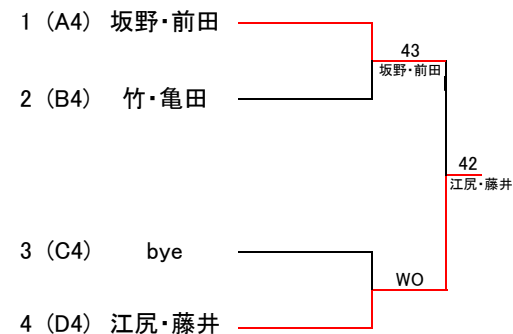 1 (A4) 坂野・前田
43
坂野・前田
2 (B4) 竹・亀田
42
江尻・藤井
3 (C4) bye
WO
4 (D4) 江尻・藤井